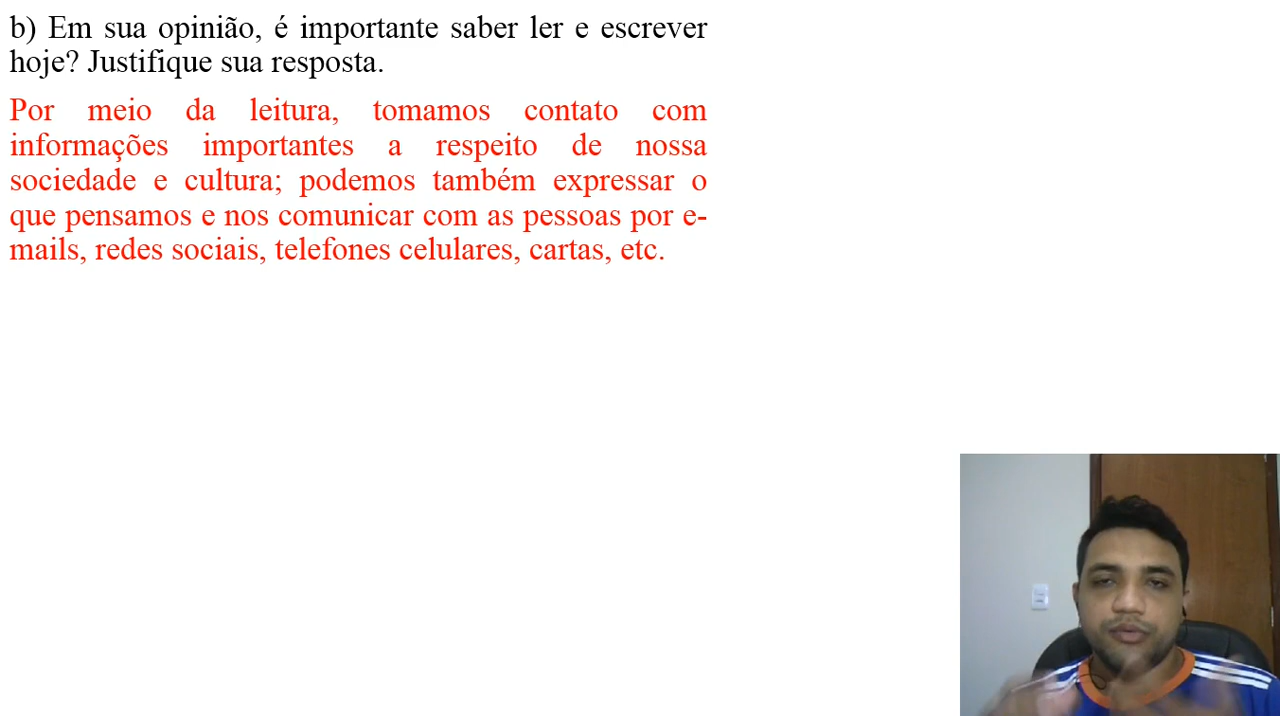 b) Em sua opinião, é importante saber ler e escrever
hoje? Justifique sua resposta.
Por meio da leitura, tomamos contato com
informações importantes a respeito de nossa
sociedade e cultura; podemos também expressar o
que pensamos e nos comunicar com as pessoas por e-
mails, redes sociais, telefones celulares, cartas, etc.